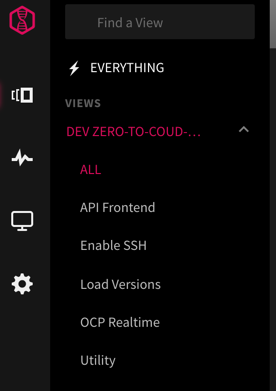 Find a View
EVERYTHING
VIEWS
DEV ZERO-TO-COUD-...
ALL
API Frontend
Enable SSH
Load Versions
OCP Realtime
Utility